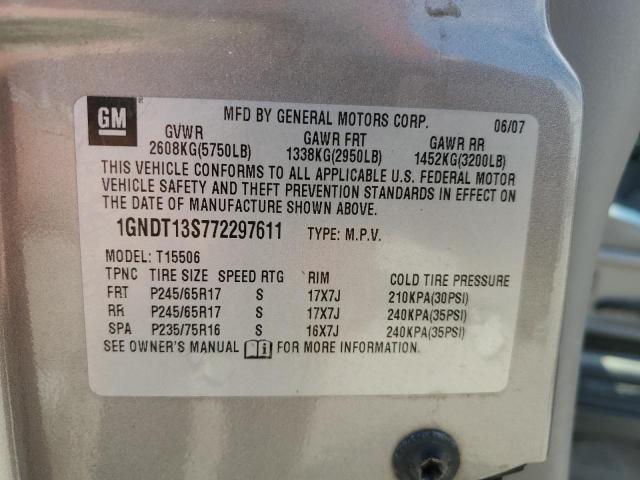 GM
MFD BY GENERAL MOTORS CORP. 06/07
GVWR GAWR FRT GAWR RR
2608KG(5750LB) 1338KG(2950LB) 1452KG(3200LB)
THIS VEHICLE CONFORMS TO ALL APPLICABLE U.S. FEDERAL MOTOR
VEHICLE SAFETY AND THEFT PREVENTION STANDARDS IN EFFECT ON
THE DATE OF MANUFACTURE SHOWN ABOVE.
1GNDT13S772297611 TYPE: M.P.V.
MODEL: T15506
TPNC TIRE SIZE SPEED RTG RIM COLD TIRE PRESSURE
FRT P245/65R17 S 17X7J 210KPA(30PSI)
RR P245/65R17 S 17X7J 240KPA(35PSI)
SPA P235/75R16 S 16X7J 240KPA(35PSI)
SEE OWNER'S MANUAL FOR MORE INFORMATION.